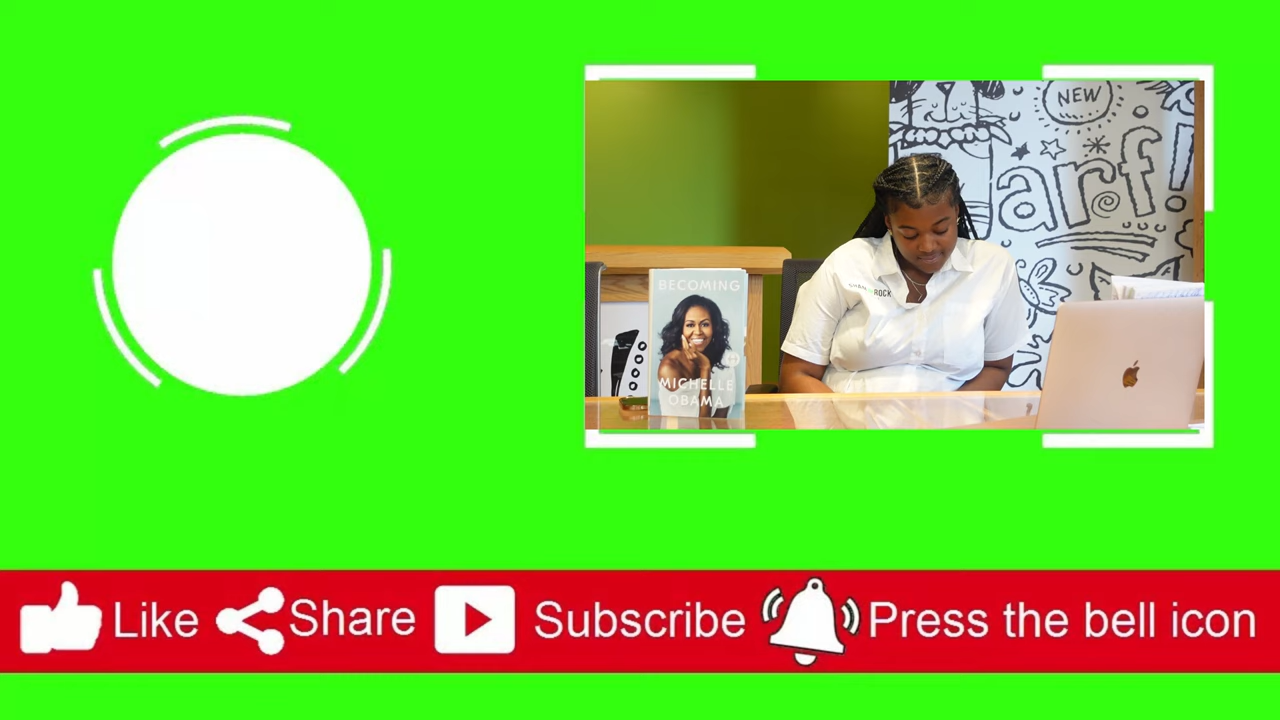 NEW
arf!
BECOMING
MICHELLE
OBAMA
Like Share Subscribe Press the bell icon